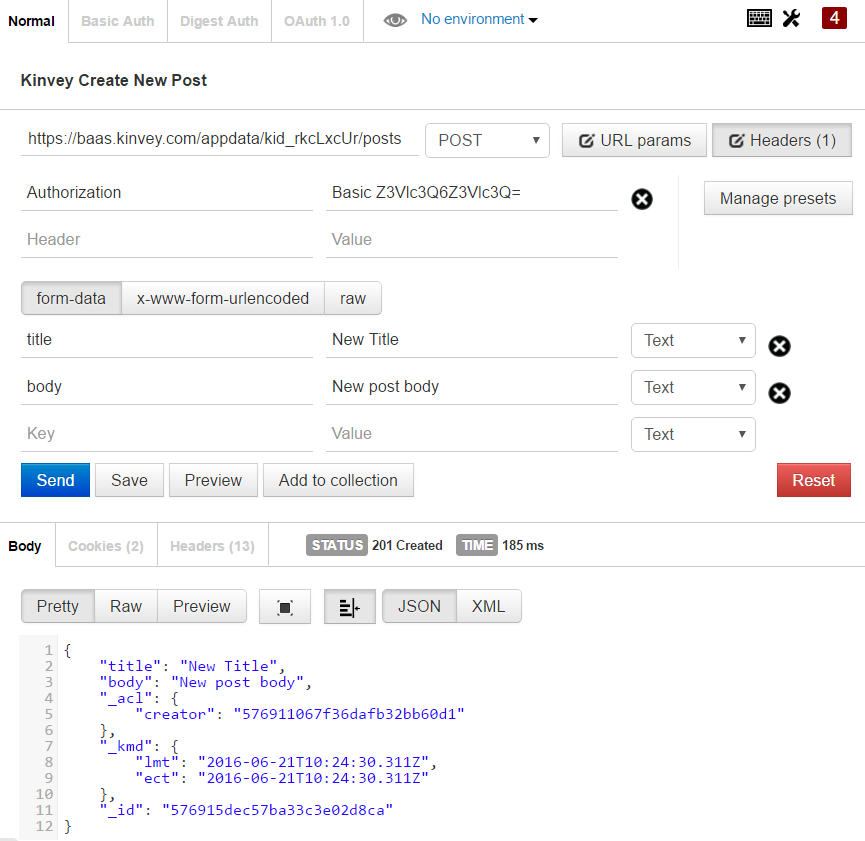 Normal Basic Auth Digest Auth OAuth 1.0 No environment 4
Kinvey Create New Post
https://baas.kinvey.com/appdata/kid_rkcLxcUr/posts POST URL params Headers (1)
Authorization Basic Z3Vlc3Q6Z3Vlc3Q= Manage presets
Header Value
form-data x-www-form-urlencoded raw
title New Title Text
body New post body Text
Key Value Text
Send Save Preview Add to collection Reset
Body Cookies (2) Headers (13) STATUS 201 Created TIME 185 ms
Pretty Raw Preview JSON XML
1 {
2 "title": "New Title",
3 "body": "New post body",
4 "_acl": {
5 "creator": "576911067f36dafb32bb60d1"
6 },
7 "_kmd": {
8 "lmt": "2016-06-21T10:24:30.311Z",
9 "ect": "2016-06-21T10:24:30.311Z"
10 },
11 "_id": "576915dec57ba33c3e02d8ca"
12 }